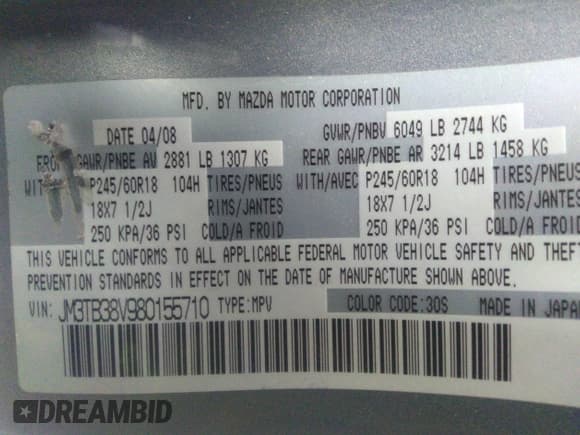 MFD. BY MAZDA MOTOR CORPORATION
DATE 04/08 GVWR/PNBV 6049 LB 2744 KG
GAWR/PNBE AV 2881 LB 1307 KG REAR GAWR/PNBE AR 3214 LB 1458 KG
WITH/ P245/60R18 104H TIRES/PNEUS WITH/AVEC P245/60R18 104H TIRES/PNEUS
18X7 1/2J RIMS/JANTES 18X7 1/2J RIMS/JANTES
250 KPA/36 PSI COLD/A FROID 250 KPA/36 PSI COLD/A FROID
THIS VEHICLE CONFORMS TO ALL APPLICABLE FEDERAL MOTOR VEHICLE SAFETY AND THEFT
PREVENTION STANDARDS IN EFFECT ON THE DATE OF MANUFACTURE SHOWN ABOVE.
VIN: JM3TB38V980155710 TYPE:MPV COLOR CODE:30S MADE IN JAPAN
DREAMBID